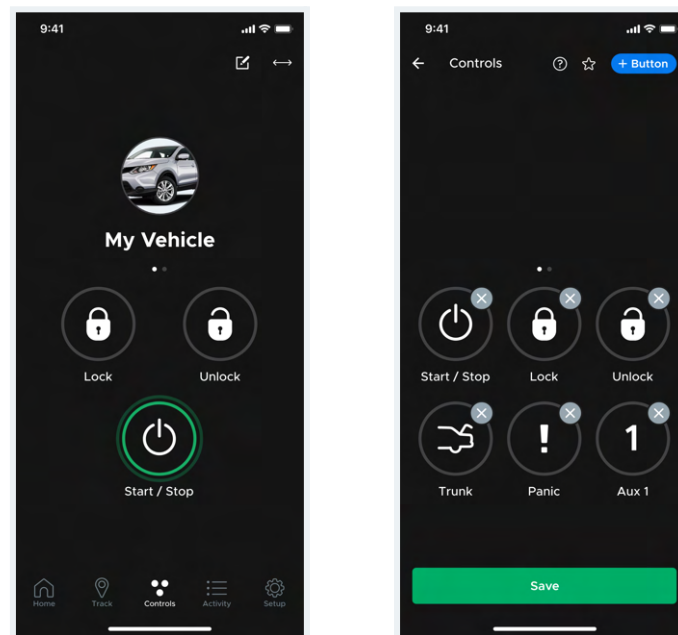 9:41
My Vehicle
Lock Unlock
Start / Stop
Home Track Controls Activity Setup
9:41
Controls ? + Button
Start / Stop Lock Unlock
! 1
Trunk Panic Aux 1
Save